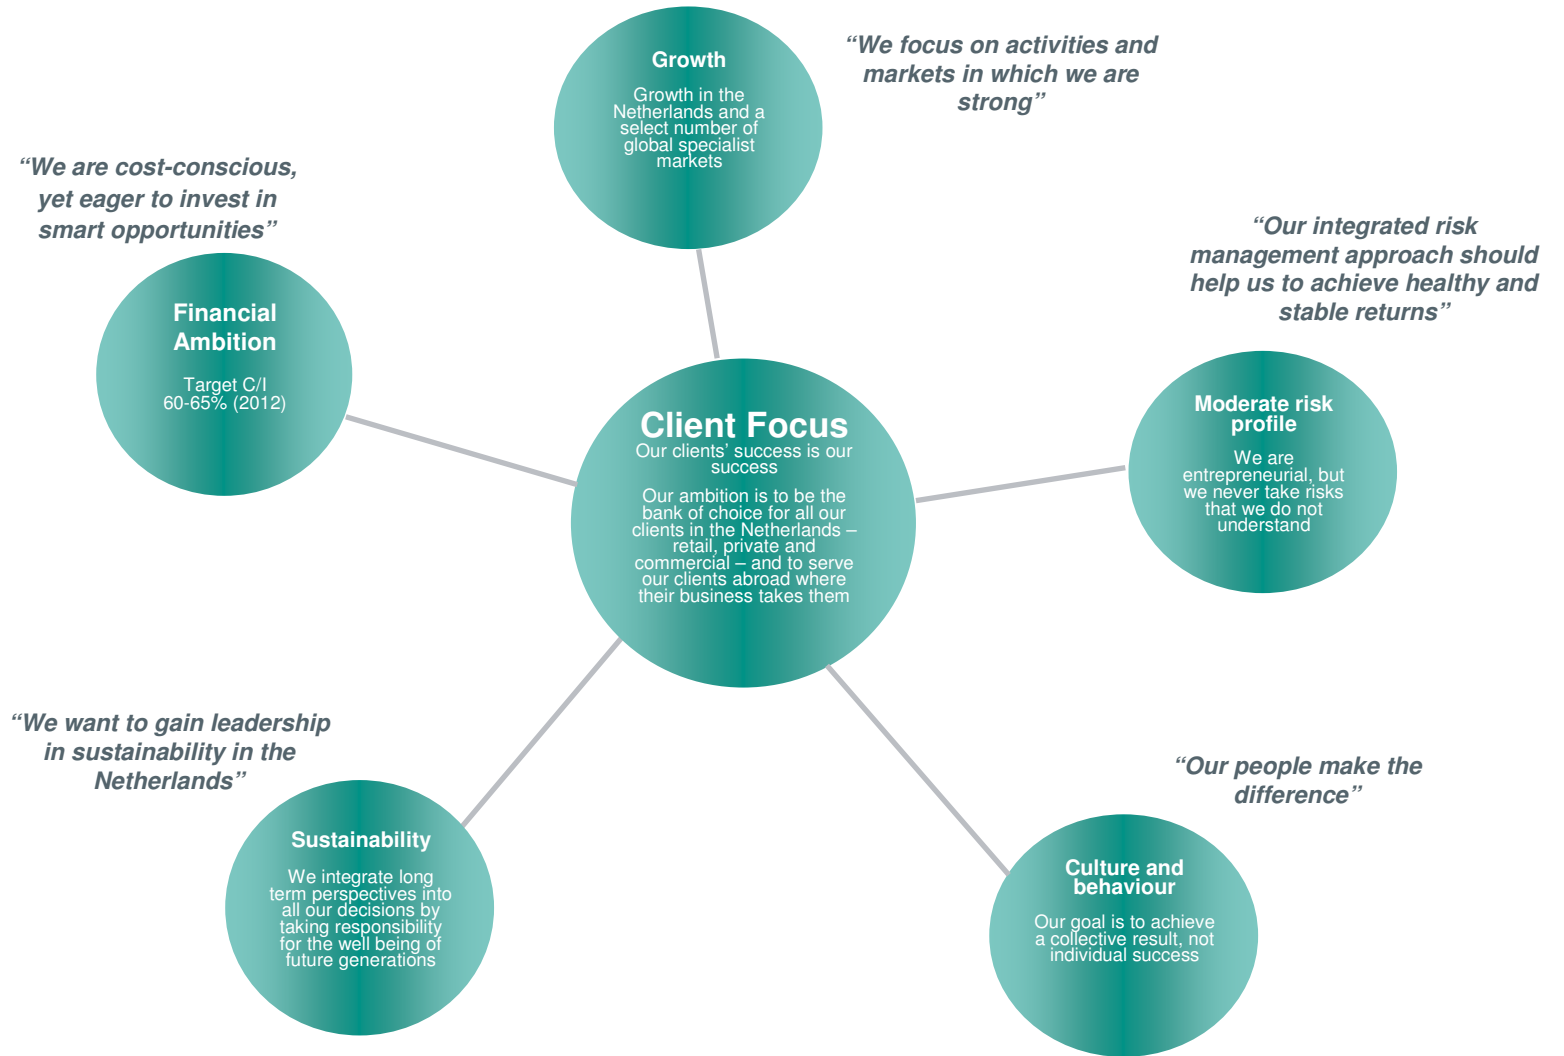 Growth
Growth in the
Netherlands and a
select number of
global specialist
markets
“We focus on activities and
markets in which we are
strong”
“We are cost-conscious,
yet eager to invest in
smart opportunities”
Financial
Ambition
Target C/I
60-65% (2012)
“Our integrated risk
management approach should
help us to achieve healthy and
stable returns”
Moderate risk
profile
We are
entrepreneurial, but
we never take risks
that we do not
understand
Client Focus
Our clients’ success is our
success
Our ambition is to be the
bank of choice for all our
clients in the Netherlands –
retail, private and
commercial – and to serve
our clients abroad where
their business takes them
“We want to gain leadership
in sustainability in the
Netherlands”
Sustainability
We integrate long
term perspectives into
all our decisions by
taking responsibility
for the well being of
future generations
“Our people make the
difference”
Culture and
behaviour
Our goal is to achieve
a collective result, not
individual success